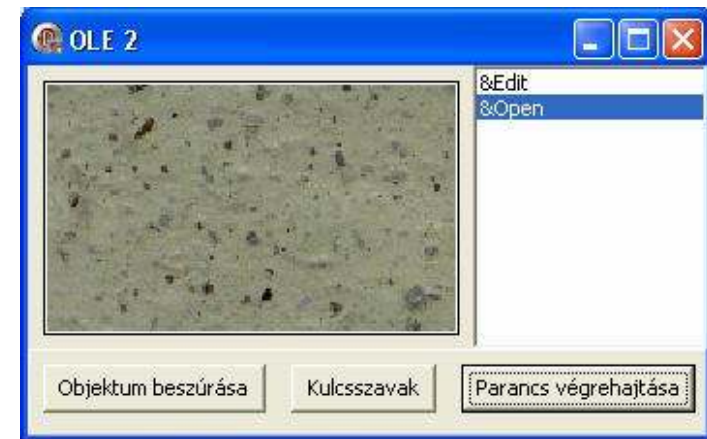 OLE 2
&Edit
&Open
Objektum beszúrása
Kulcsszavak
Parancs végrehajtása